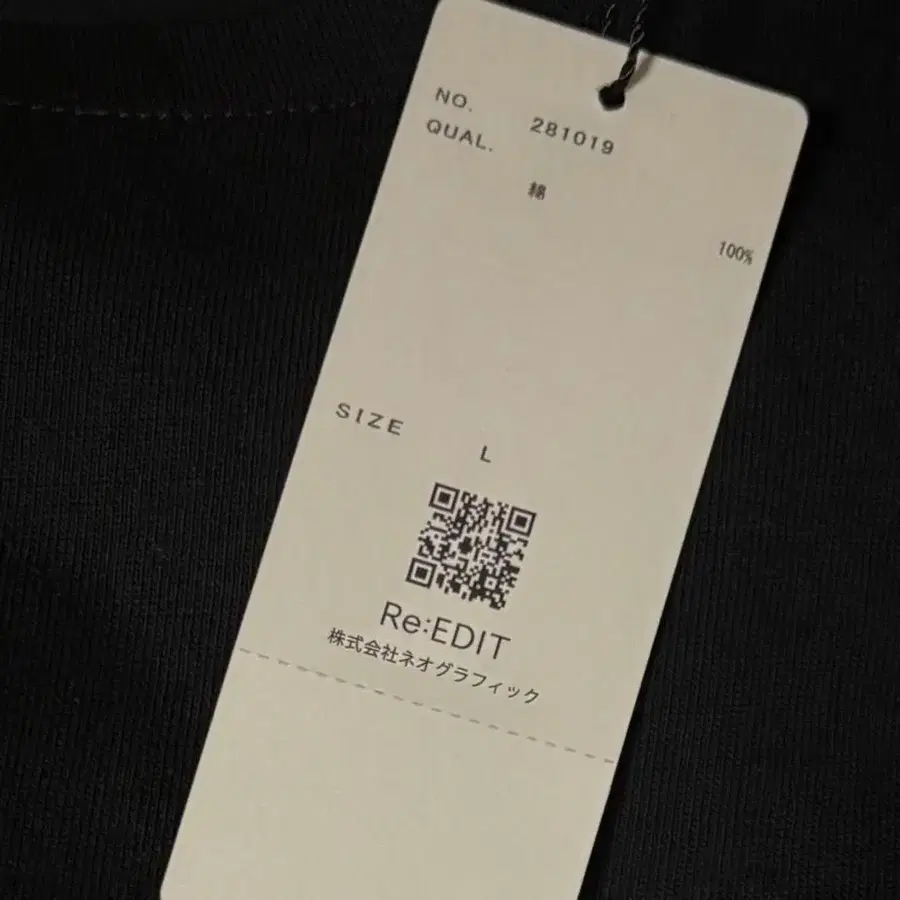 NO. 281019
QUAL.
綿
100%
SIZE
L
Re:EDIT
株式会社ネオグラフィック